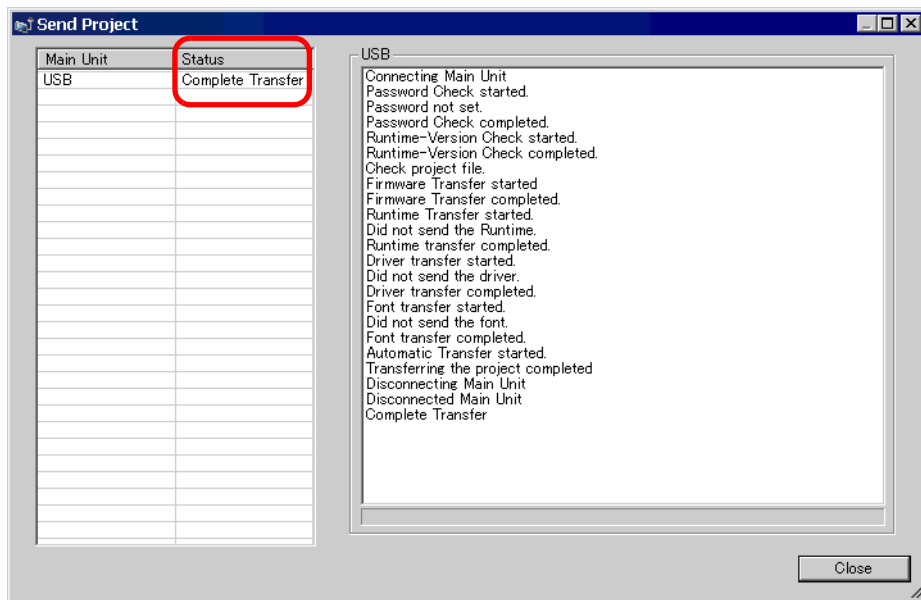 Send Project
Main Unit Status
USB Complete Transfer
USB
Connecting Main Unit
Password Check started.
Password not set.
Password Check completed.
Runtime-Version Check started.
Runtime-Version Check completed.
Check project file.
Firmware Transfer started
Firmware Transfer completed.
Runtime Transfer started.
Did not send the Runtime.
Runtime transfer completed.
Driver transfer started.
Did not send the driver.
Driver transfer completed.
Font transfer started.
Did not send the font.
Font transfer completed.
Automatic Transfer started.
Transferring the project completed
Disconnecting Main Unit
Disconnected Main Unit
Complete Transfer
Close